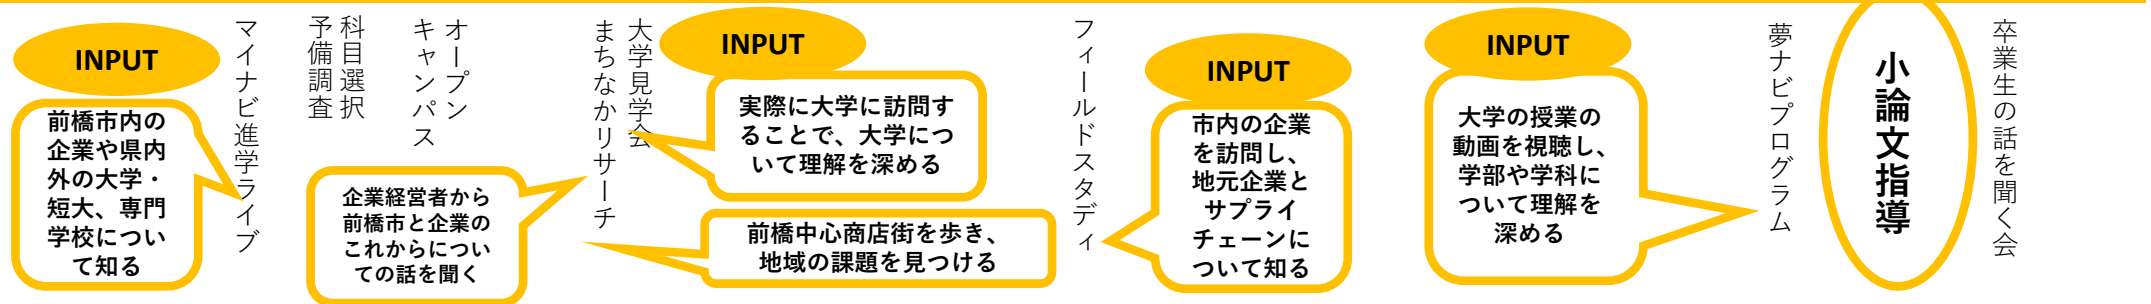 INPUT
前橋市内の
企業や県内
外の大学・
短大、専門
学校につい
て知る
マイナビ進学ライブ
科目選択
予備調査
オープン
キャンパス
企業経営者から
前橋市と企業の
これからについ
ての話を聞く
大学見学会
まちなかリサーチ
INPUT
実際に大学に訪問す
ることで、大学につ
いて理解を深める
前橋中心商店街を歩き、
地域の課題を見つける
フィールドスタディ
INPUT
市内の企業
を訪問し、
地元企業と
サプライ
チェーンに
ついて知る
INPUT
大学の授業の
動画を視聴し、
学部や学科に
ついて理解を
深める
夢ナビプログラム
小論文指導
卒業生の話を聞く会